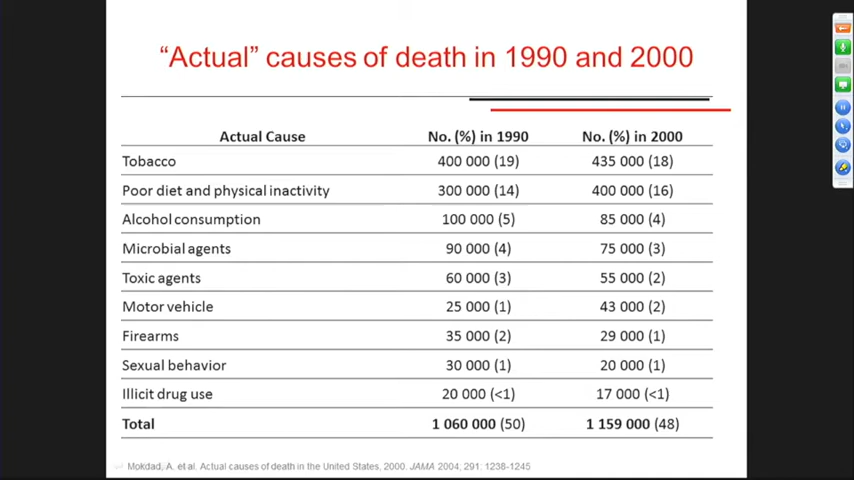 “Actual” causes of death in 1990 and 2000
Actual Cause No. (%) in 1990 No. (%) in 2000
Tobacco 400 000 (19) 435 000 (18)
Poor diet and physical inactivity 300 000 (14) 400 000 (16)
Alcohol consumption 100 000 (5) 85 000 (4)
Microbial agents 90 000 (4) 75 000 (3)
Toxic agents 60 000 (3) 55 000 (2)
Motor vehicle 25 000 (1) 43 000 (2)
Firearms 35 000 (2) 29 000 (1)
Sexual behavior 30 000 (1) 20 000 (1)
Illicit drug use 20 000 (<1) 17 000 (<1)
Total 1 060 000 (50) 1 159 000 (48)
Mokdad, A. et al. Actual causes of death in the United States, 2000. JAMA 2004; 291: 1238-1245